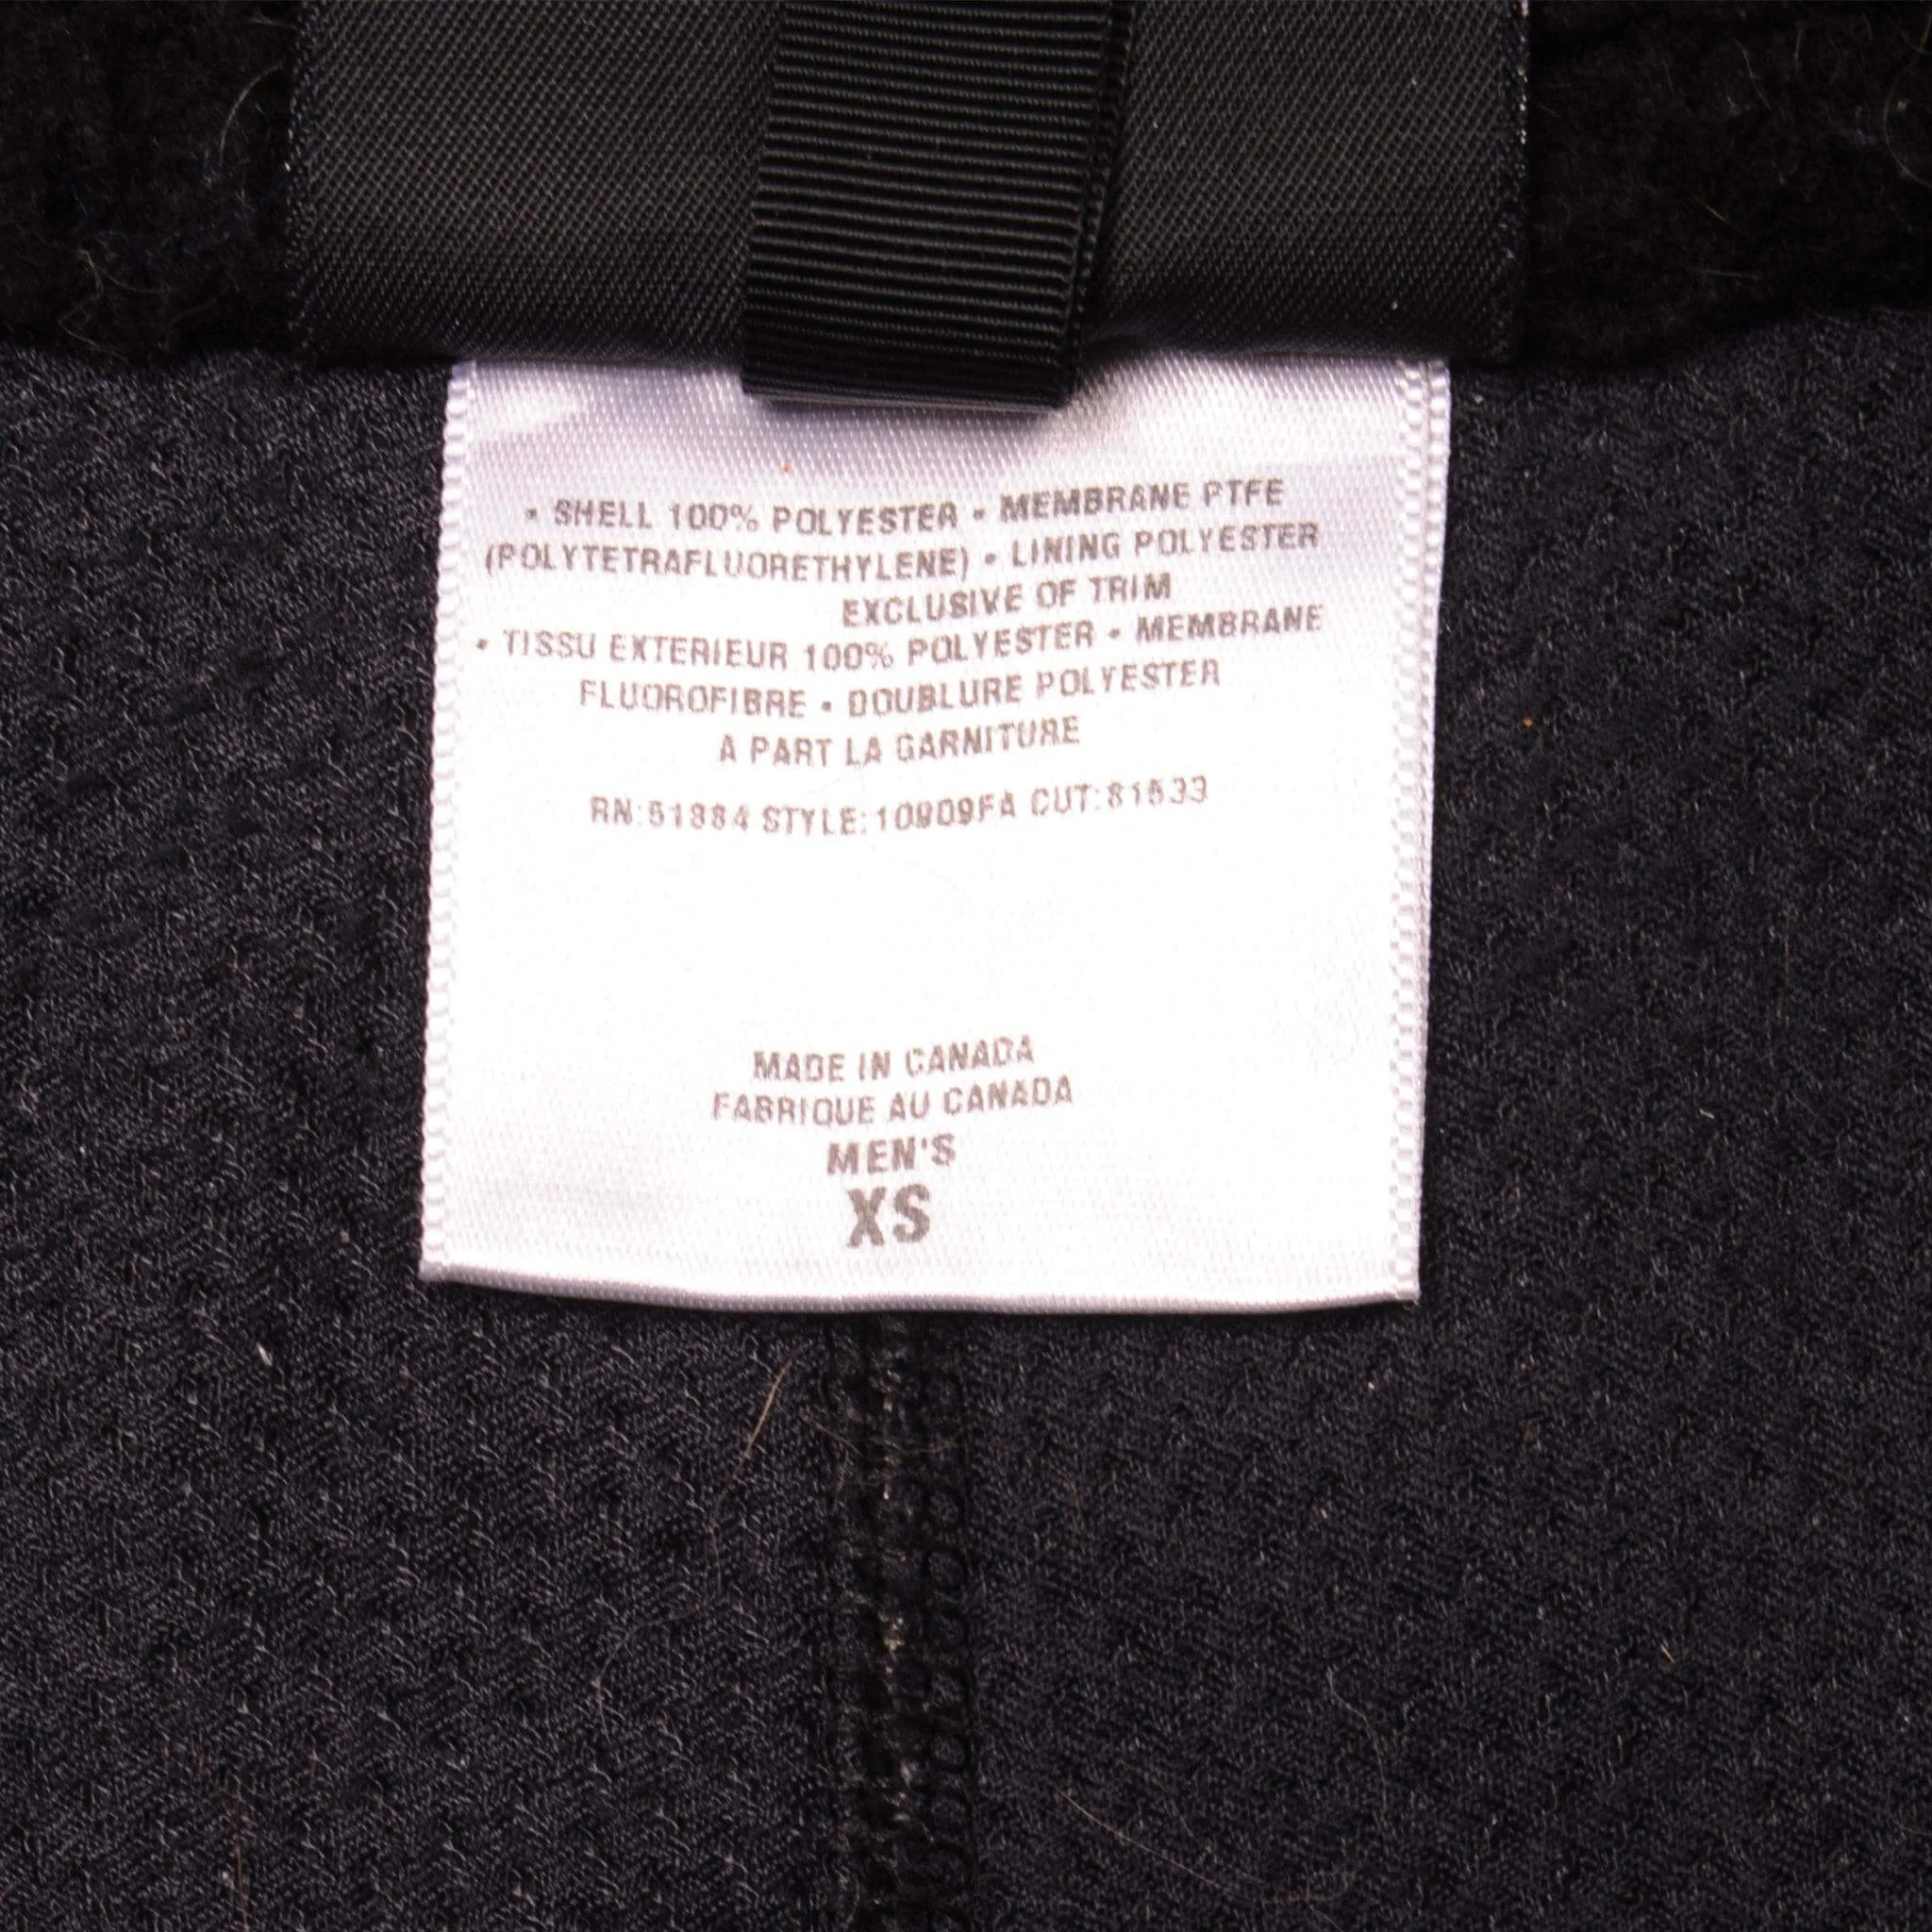 • SHELL 100% POLYESTER • MEMBRANE PTFE
(POLYTETRAFLUORETHYLENE) • LINING POLYESTER
EXCLUSIVE OF TRIM
• TISSU EXTERIEUR 100% POLYESTER • MEMBRANE
FLUOROFIBRE • DOUBLURE POLYESTER
A PART LA GARNITURE
RN:51884 STYLE:10909FA CUT:81533
MADE IN CANADA
FABRIQUE AU CANADA
MEN'S
XS